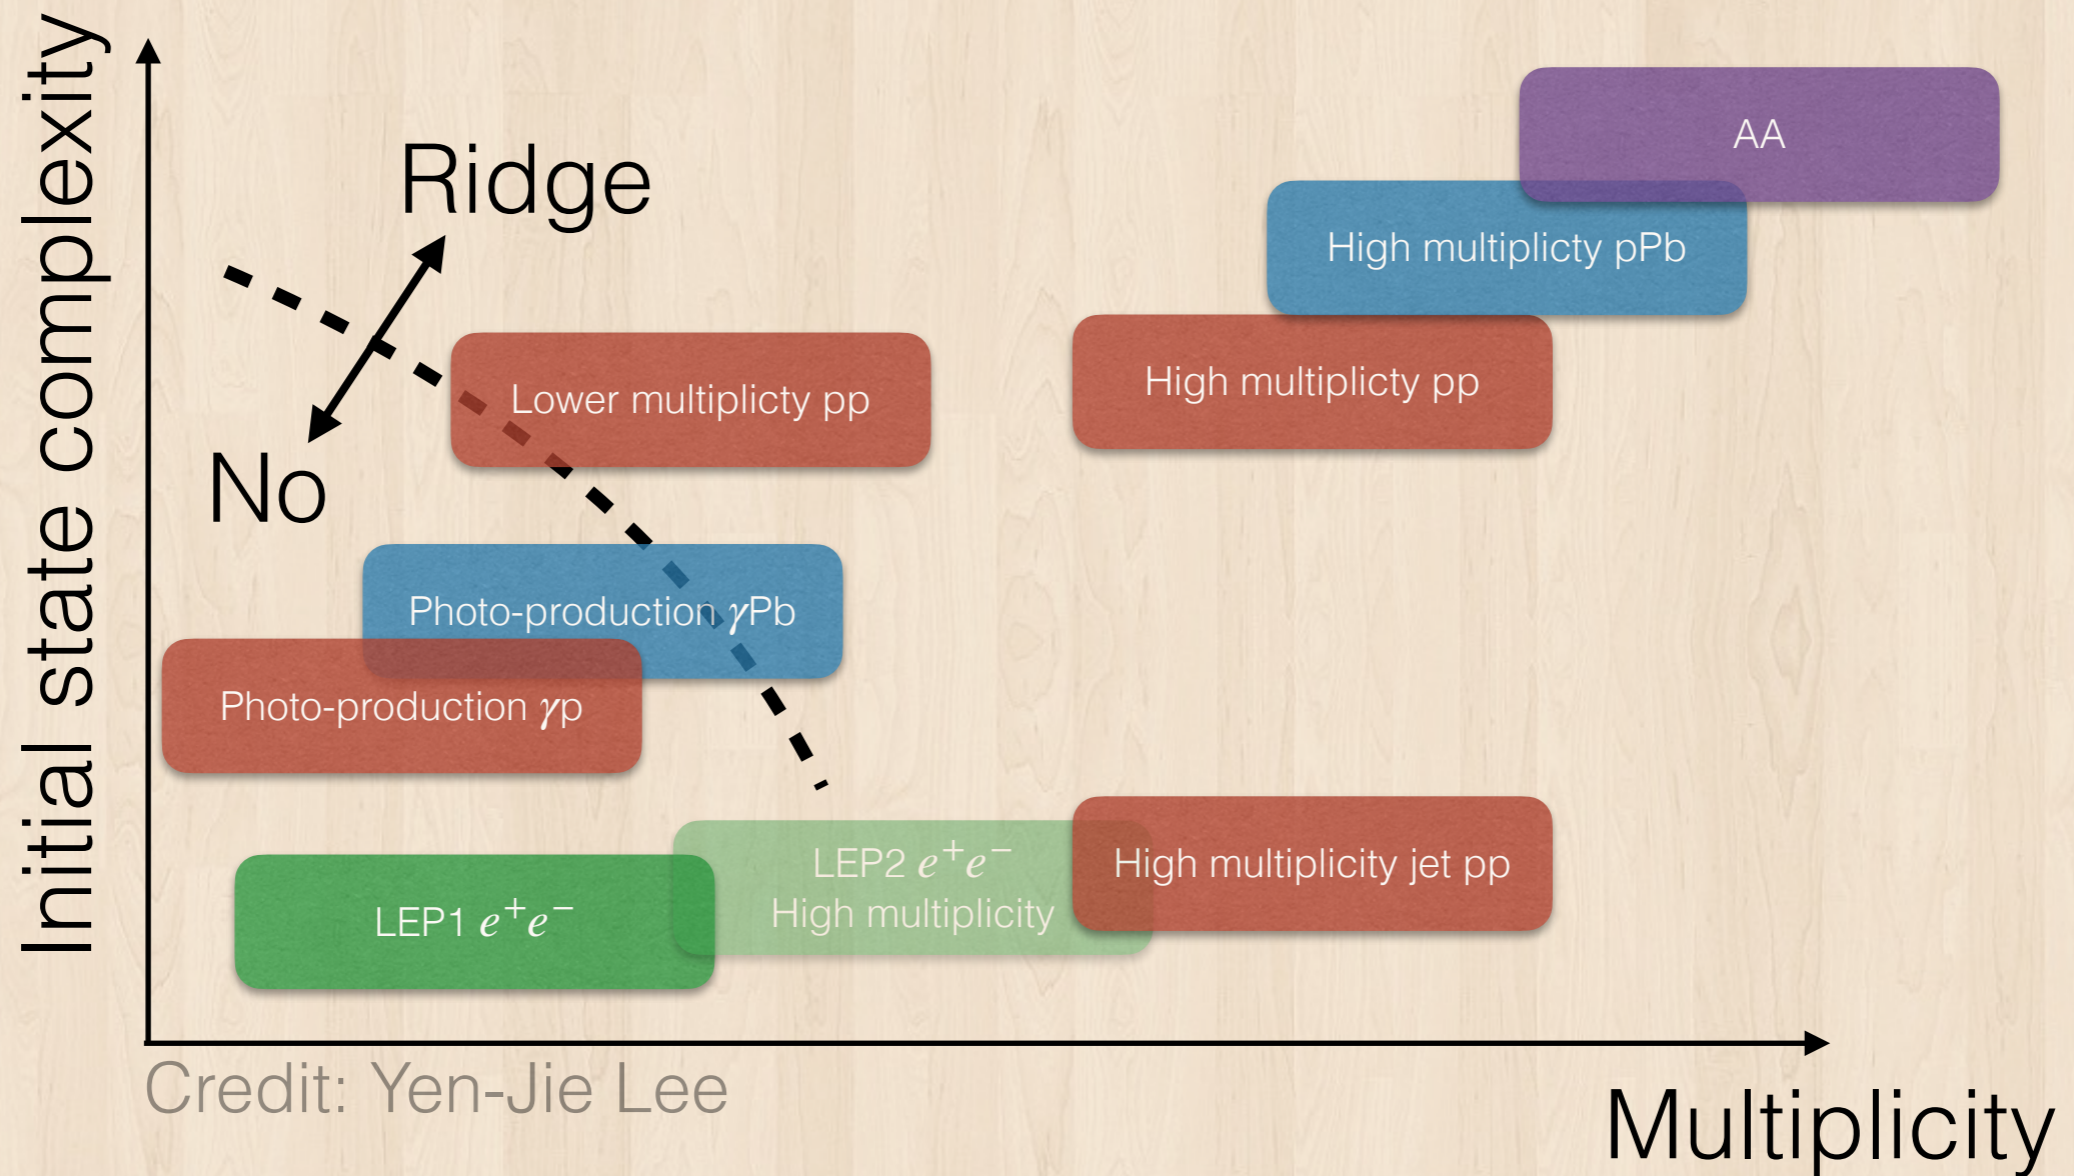 Initial state complexity
Ridge
No
AA
High multiplicty pPb
High multiplicty pp
Lower multiplicty pp
Photo-production γPb
Photo-production γp
LEP2 e⁺e⁻
High multiplicity
High multiplicity jet pp
LEP1 e⁺e⁻
Credit: Yen-Jie Lee
Multiplicity